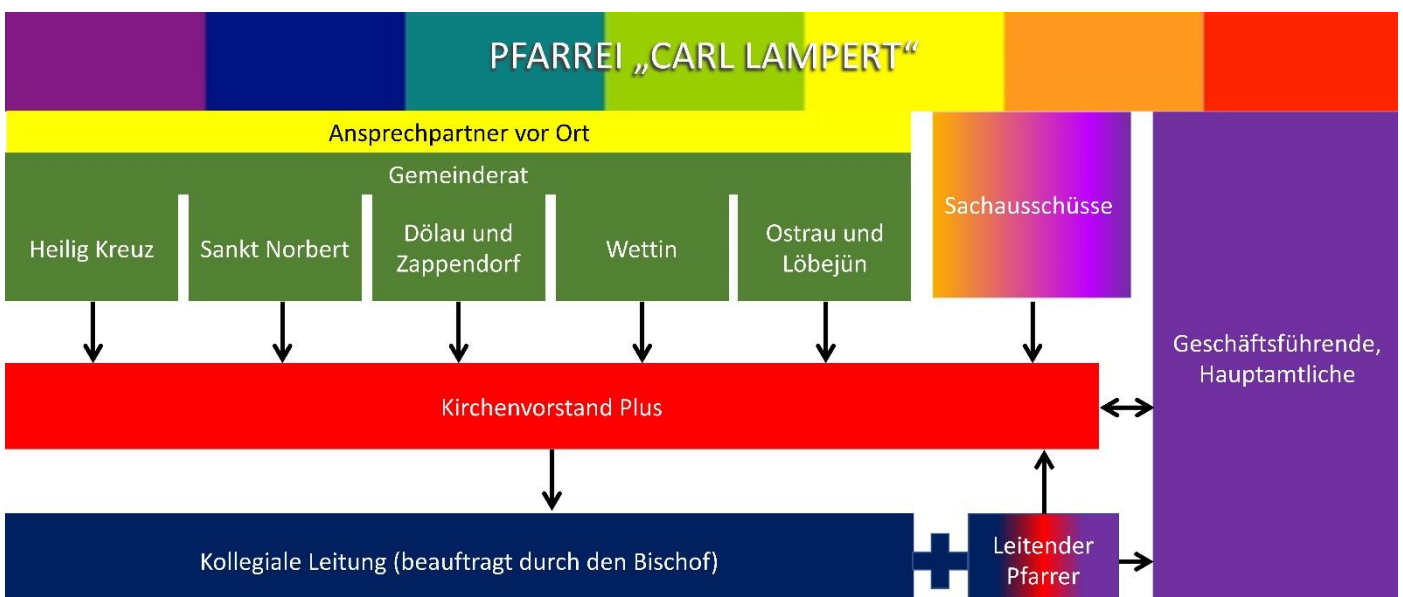 PFARREI „CARL LAMPERT“
Ansprechpartner vor Ort
Gemeinderat
Heilig Kreuz
Sankt Norbert
Dölau und
Zappendorf
Wettin
Ostrau und
Löbejün
Sachausschüsse
Geschäftsführende,
Hauptamtliche
Kirchenvorstand Plus
Kollegiale Leitung (beauftragt durch den Bischof)
Leitender
Pfarrer